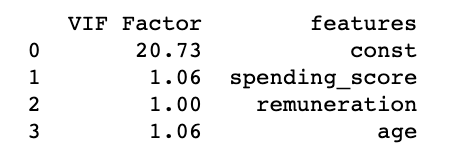 VIF Factor features
0 20.73 const
1 1.06 spending_score
2 1.00 remuneration
3 1.06 age